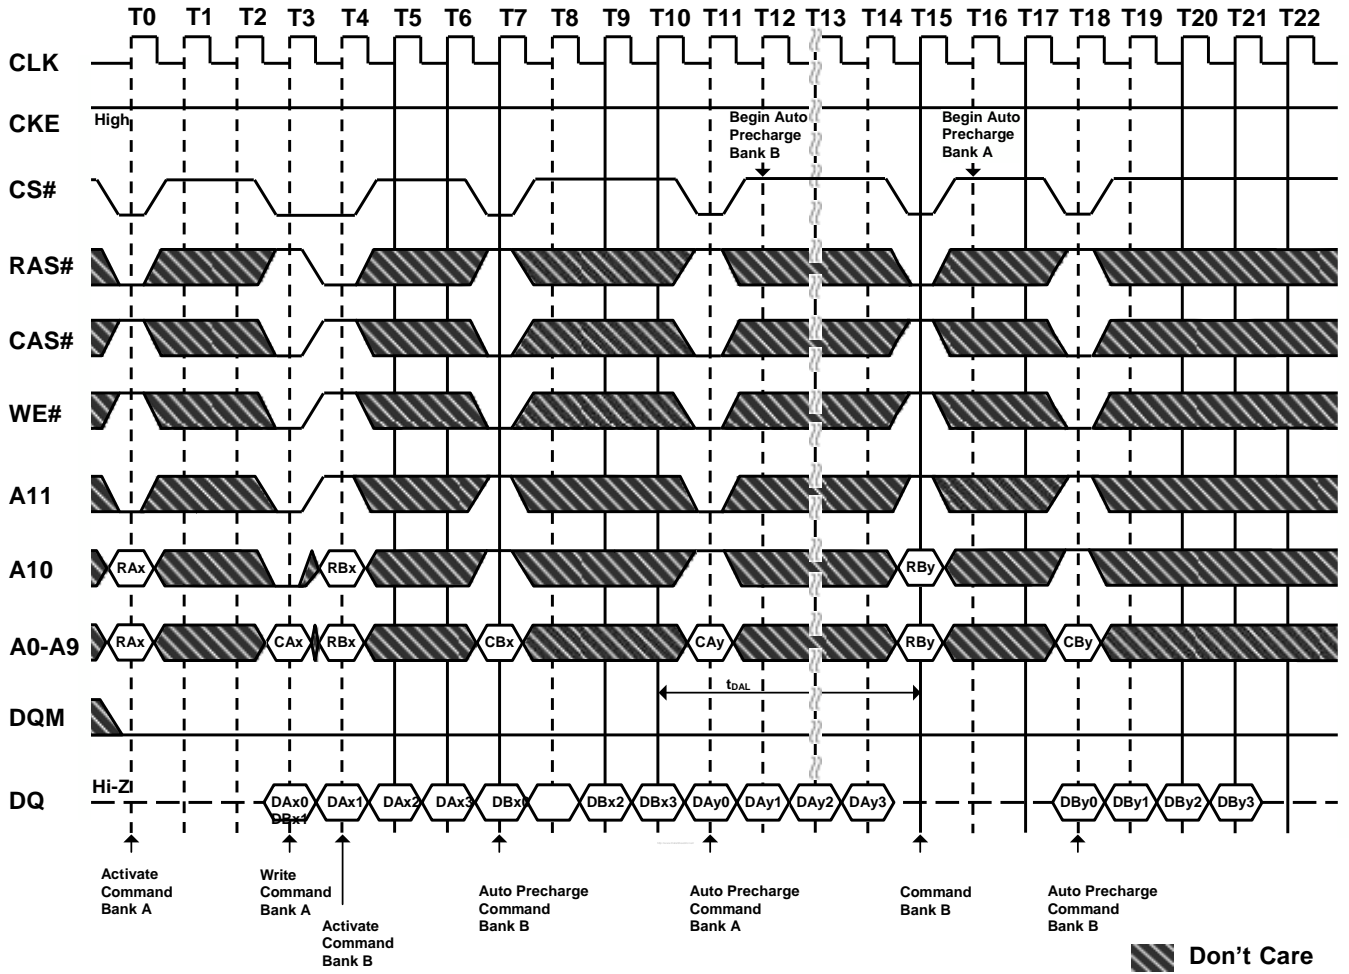 T0 T1 T2 T3 T4 T5 T6 T7 T8 T9 T10 T11 T12 T13 T14 T15 T16 T17 T18 T19 T20 T21 T22
CLK
CKE
High
Begin Auto
Precharge
Bank B
Begin Auto
Precharge
Bank A
CS#
RAS#
CAS#
WE#
A11
A10
RAx RBx RBy
A0-A9
RAx CAx RBx CBx CAy RBy CBy
tDAL
DQM
Hi-Z
DQ
DAx0 DAx1 DAx2 DAx3 DBx0 DBx2 DBx3 DAy0 DAy1 DAy2 DAy3 DBy0 DBy1 DBy2 DBy3
DBx1
Activate
Command
Bank A
Write
Command
Bank A
Activate
Command
Bank B
Auto Precharge
Command
Bank B
Auto Precharge
Command
Bank A
Command
Bank B
Auto Precharge
Command
Bank B
Don't Care